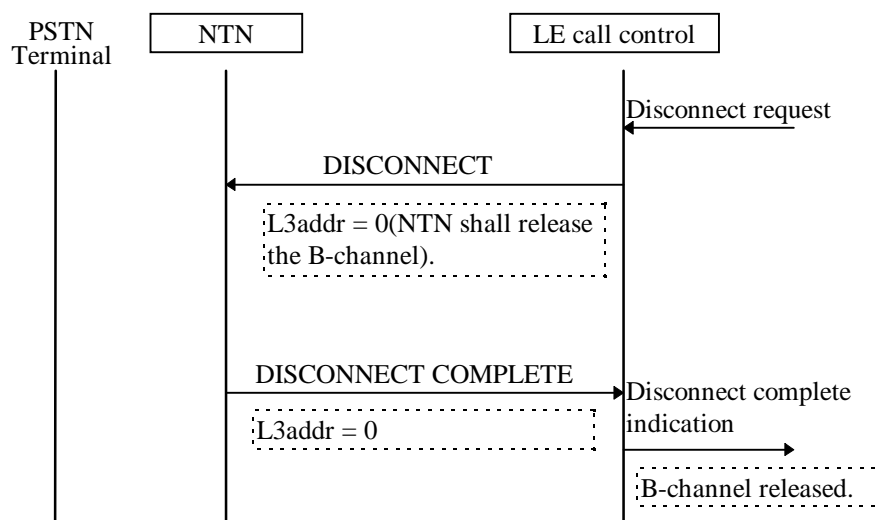 PSTN
Terminal
NTN
LE call control
Disconnect request
DISCONNECT
L3addr = 0(NTN shall release
the B-channel).
DISCONNECT COMPLETE
Disconnect complete
indication
L3addr = 0
B-channel released.